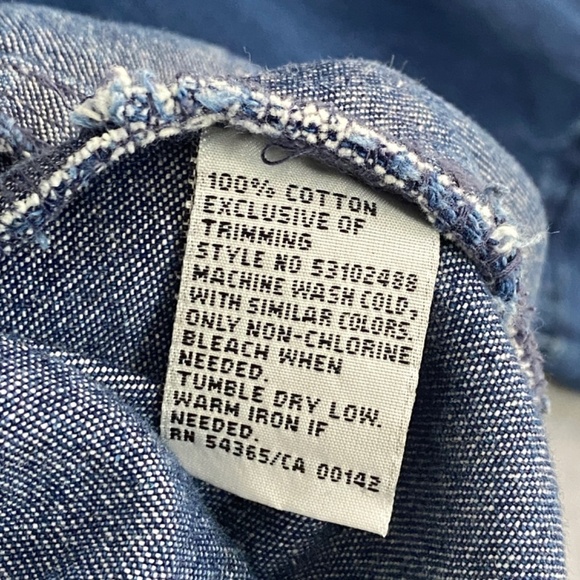 100% COTTON
EXCLUSIVE OF
TRIMMING
STYLE NO 53102488
MACHINE WASH COLD,
WITH SIMILAR COLORS.
ONLY NON-CHLORINE
BLEACH WHEN
NEEDED.
TUMBLE DRY LOW.
WARM IRON IF
NEEDED.
RN 54365/CA 00142